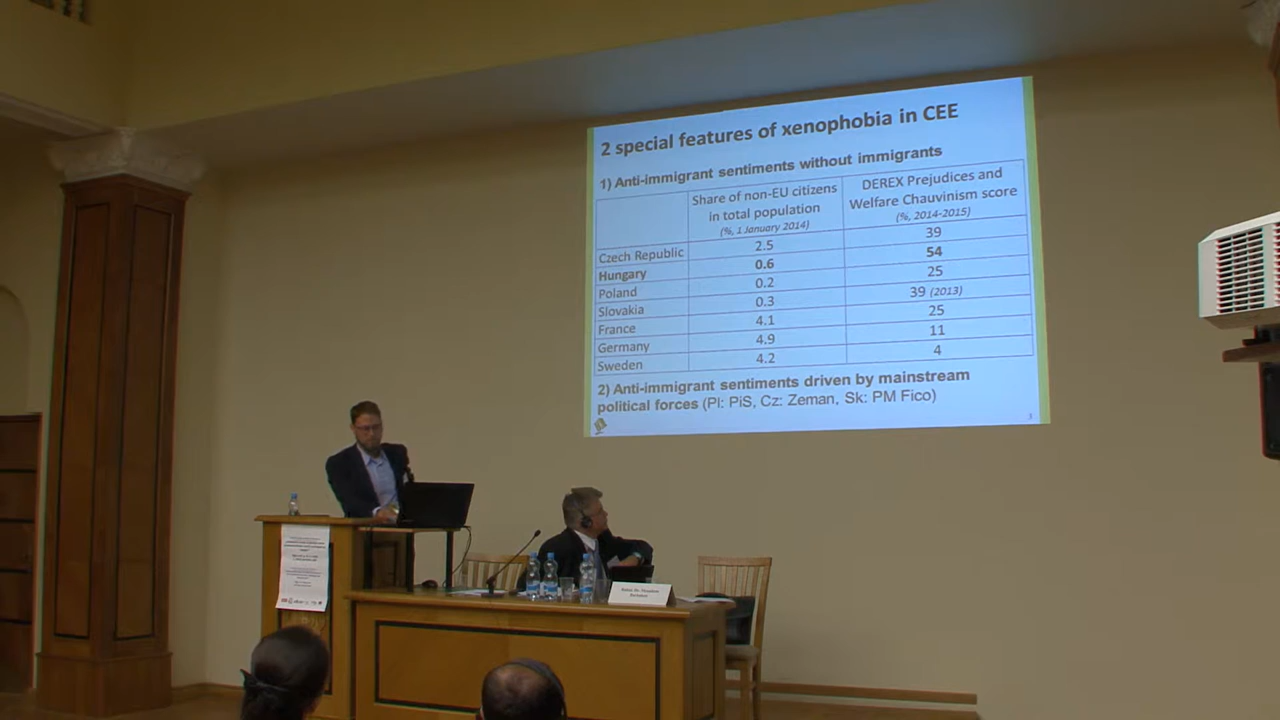 2 special features of xenophobia in CEE
1) Anti-immigrant sentiments without immigrants
Share of non-EU citizens in total population (%, 1 January 2014)
DEREX Prejudices and Welfare Chauvinism score (%, 2014-2015)
Czech Republic 2.5 39
Hungary 0.6 54
Poland 0.2 25
Slovakia 0.3 39 (2013)
France 4.1 25
Germany 4.9 11
Sweden 4.2 4
2) Anti-immigrant sentiments driven by mainstream
political forces (Pl: PiS, Cz: Zeman, Sk: PM Fico)
3